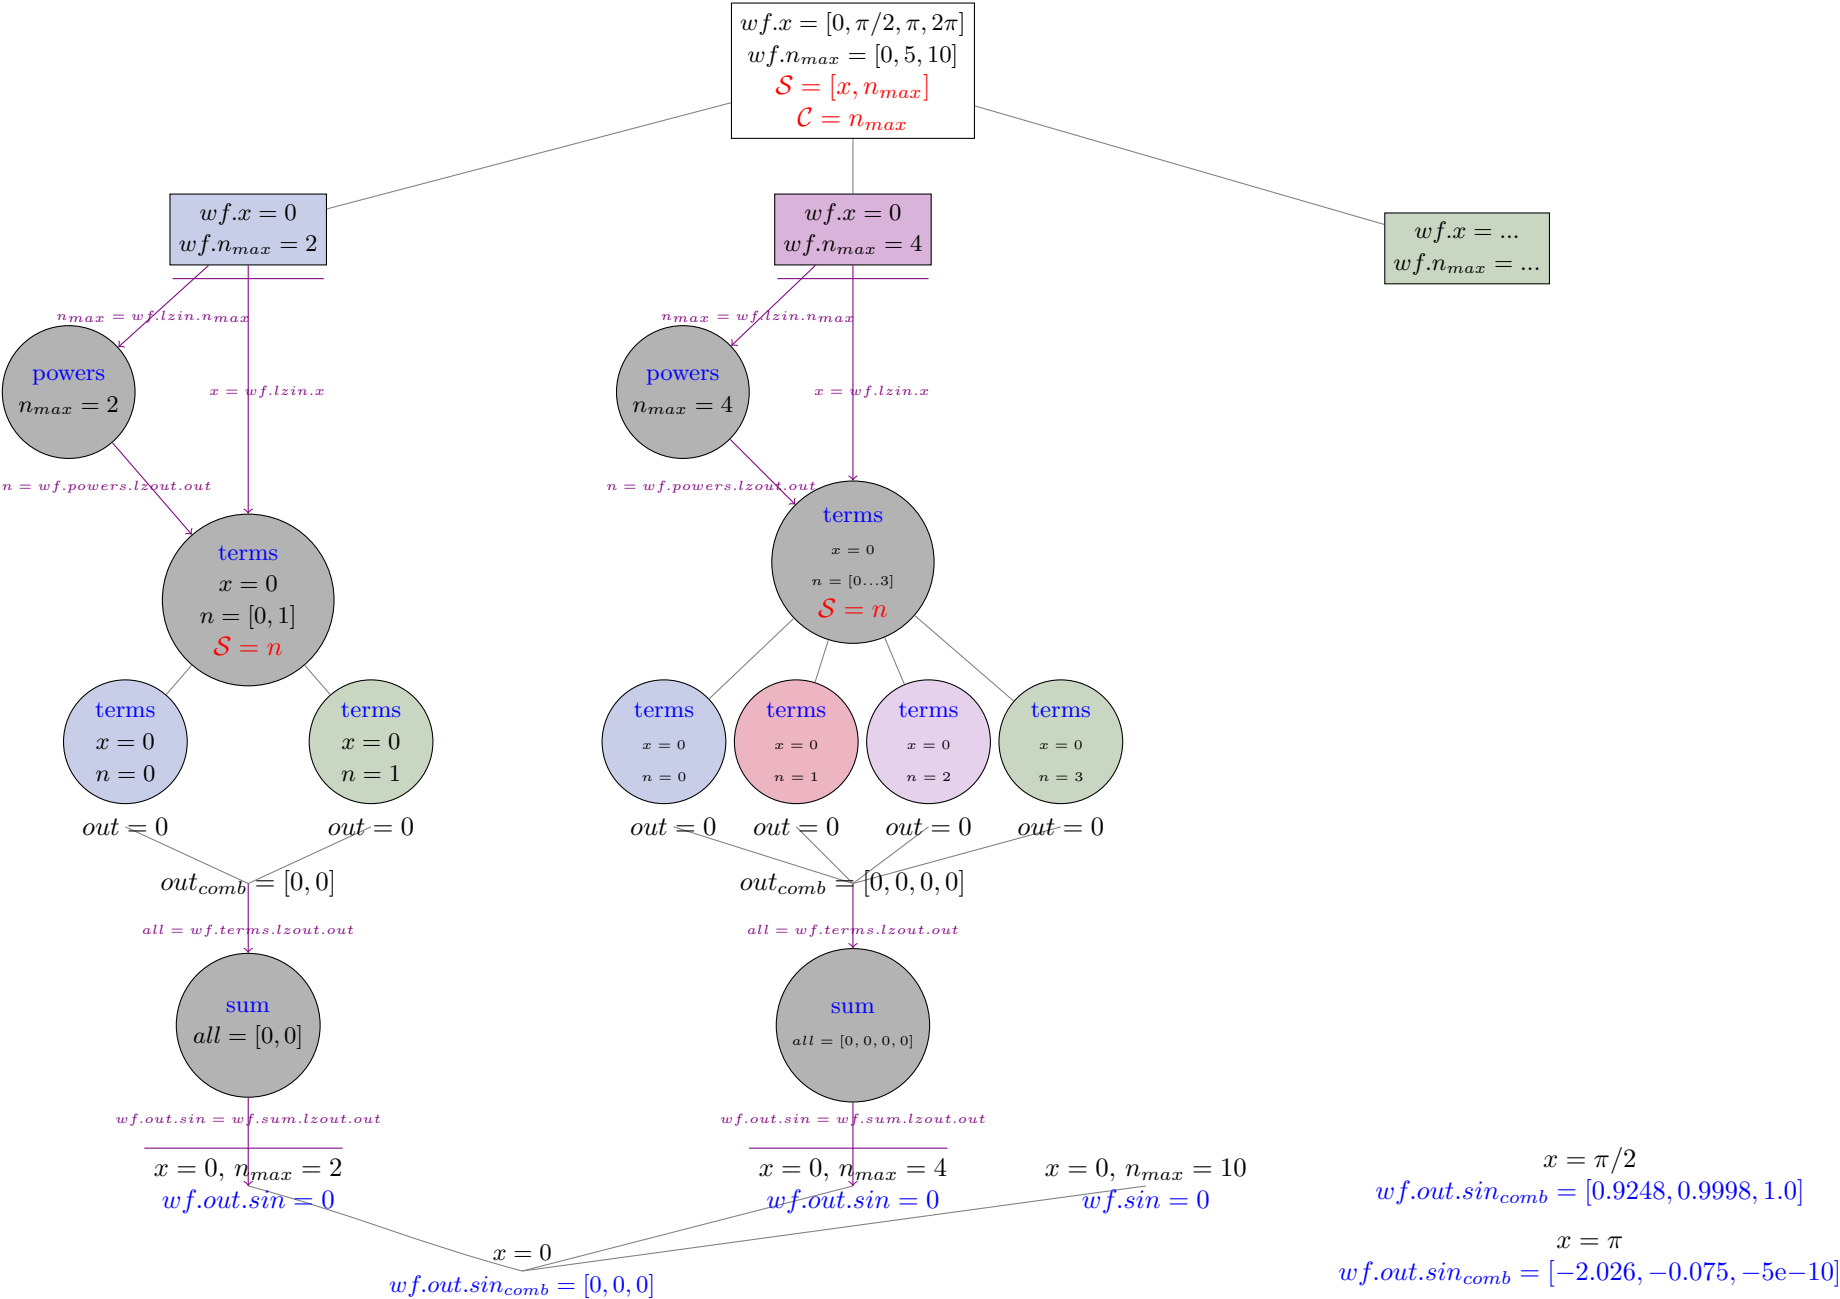 wf.x = [0, π/2, π, 2π]
wf.n_max = [0, 5, 10]
𝒮 = [x, n_max]
𝒞 = n_max
wf.x = 0
wf.n_max = 2
wf.x = 0
wf.n_max = 4
wf.x = ...
wf.n_max = ...
n_max = wf.lzin.n_max
n_max = wf.lzin.n_max
powers
n_max = 2
x = wf.lzin.x
powers
n_max = 4
x = wf.lzin.x
n = wf.powers.lzout.out
n = wf.powers.lzout.out
terms
x = 0
n = [0, 1]
𝒮 = n
terms
x = 0
n = [0...3]
𝒮 = n
terms
x = 0
n = 0
terms
x = 0
n = 1
terms
x = 0
n = 0
terms
x = 0
n = 1
terms
x = 0
n = 2
terms
x = 0
n = 3
out = 0
out = 0
out = 0
out = 0
out = 0
out = 0
out_comb = [0, 0]
out_comb = [0, 0, 0, 0]
all = wf.terms.lzout.out
all = wf.terms.lzout.out
sum
all = [0, 0]
sum
all = [0, 0, 0, 0]
wf.out.sin = wf.sum.lzout.out
wf.out.sin = wf.sum.lzout.out
x = 0, n_max = 2
wf.out.sin = 0
x = 0, n_max = 4
wf.out.sin = 0
x = 0, n_max = 10
wf.sin = 0
x = π/2
wf.out.sin_comb = [0.9248, 0.9998, 1.0]
x = 0
wf.out.sin_comb = [0, 0, 0]
x = π
wf.out.sin_comb = [−2.026, −0.075, −5e−10]